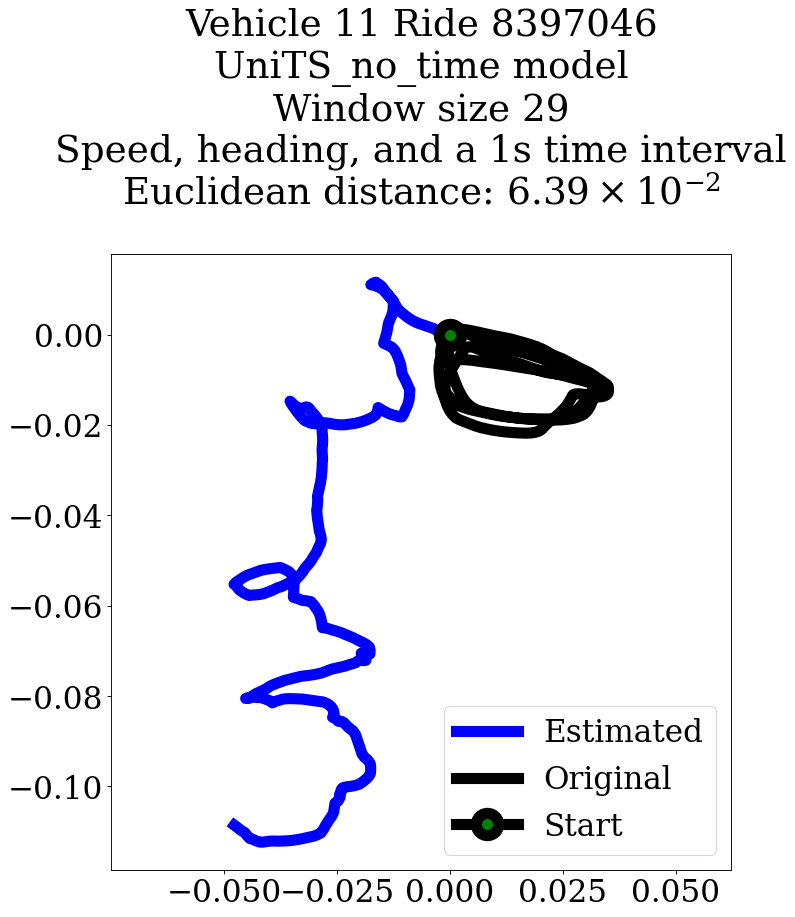 Vehicle 11 Ride 8397046
UniTS_no_time model
Window size 29
Speed, heading, and a 1s time interval
Euclidean distance: 6.39 × 10⁻²
0.00
−0.02
−0.04
−0.06
−0.08
−0.10
Estimated
Original
Start
−0.050 −0.025 0.000 0.025 0.050